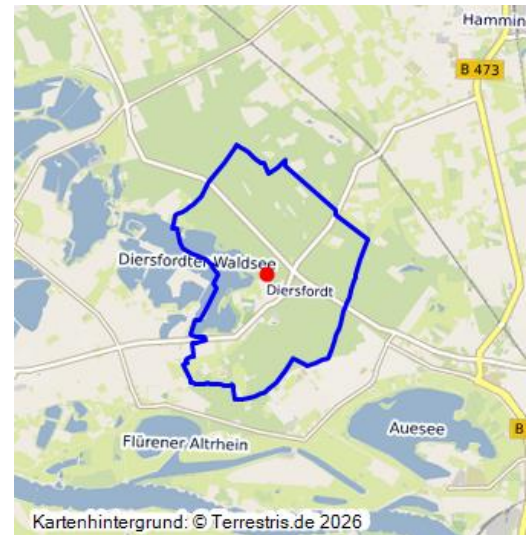 Hammin
B 473
Diersfordter Waldsee
Diersfordt
Auesee
Flürener Altrhein
B
Kartenhintergrund: © Terrestris.de 2026